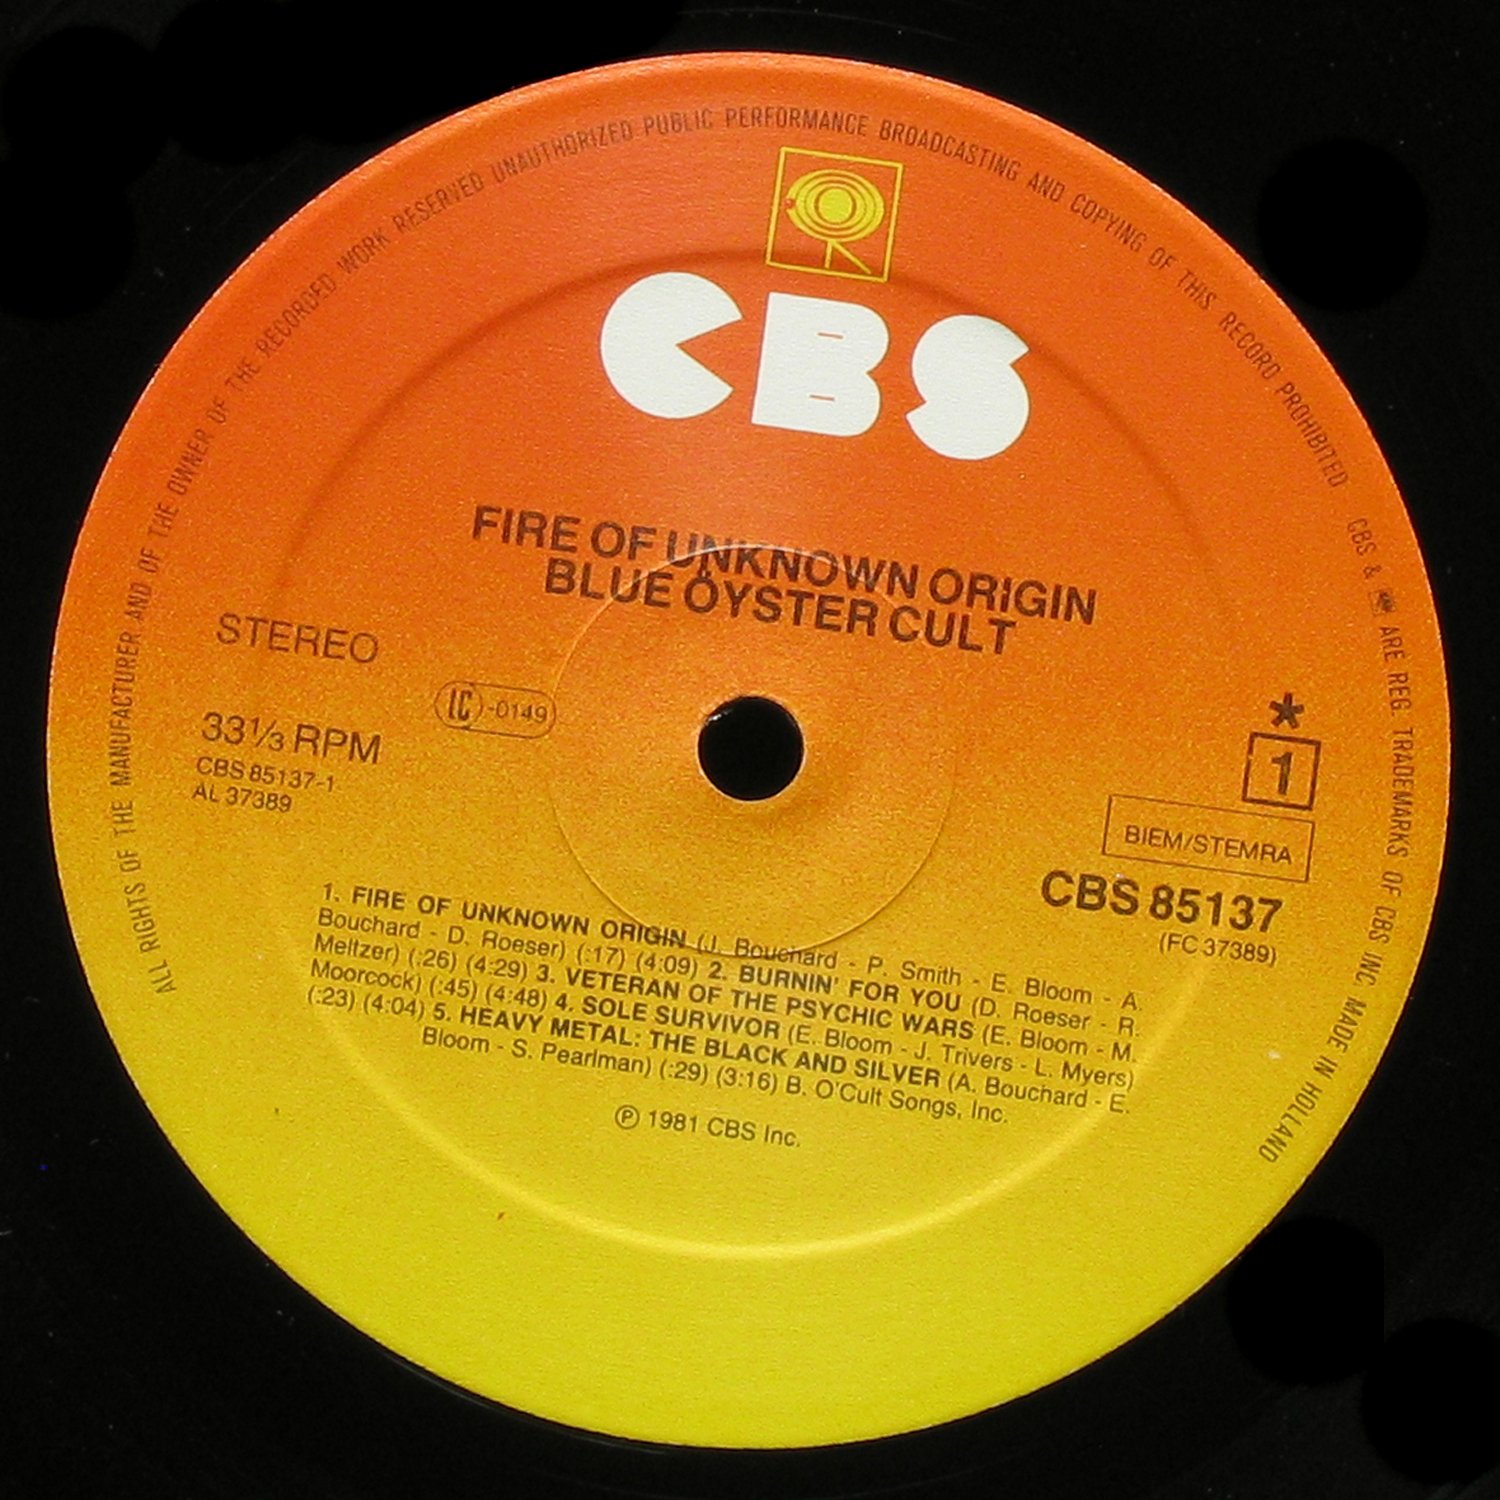 ALL RIGHTS OF THE MANUFACTURER AND OF THE OWNER OF THE RECORDED WORK RESERVED UNAUTHORIZED PUBLIC PERFORMANCE BROADCASTING AND COPYING OF THIS RECORD PROHIBITED CBS & ARE REG. TRADEMARKS OF CBS INC. MADE IN HOLLAND
CBS
FIRE OF UNKNOWN ORIGIN
BLUE ÖYSTER CULT
STEREO
LC-0149
33⅓ RPM
CBS 85137-1
AL 37389
*
1
BIEM/STEMRA
CBS 85137
(FC 37389)
1. FIRE OF UNKNOWN ORIGIN (J. Bouchard - P. Smith - E. Bloom - A.
Bouchard - D. Roeser) (:17) (4:09) 2. BURNIN' FOR YOU (D. Roeser - R.
Meltzer) (:26) (4:29) 3. VETERAN OF THE PSYCHIC WARS (E. Bloom - M.
Moorcock) (:45) (4:48) 4. SOLE SURVIVOR (E. Bloom - J. Trivers - L. Myers)
(:23) (4:04) 5. HEAVY METAL: THE BLACK AND SILVER (A. Bouchard - E.
Bloom - S. Pearlman) (:29) (3:16) B. O'Cult Songs, Inc.
℗ 1981 CBS Inc.